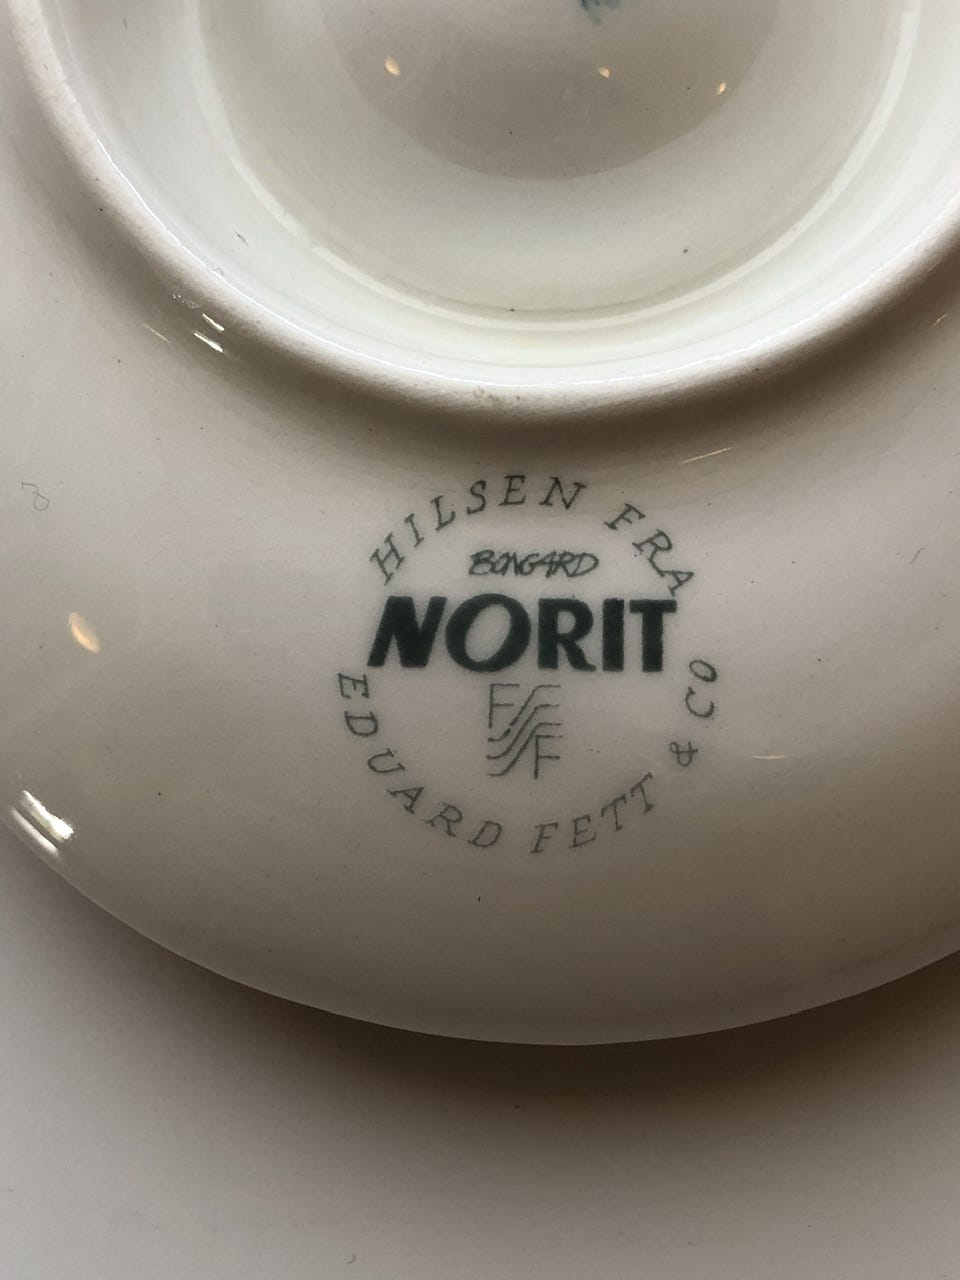 HILSEN FRA
BONGARD
NORIT
EDUARD FETT & CO